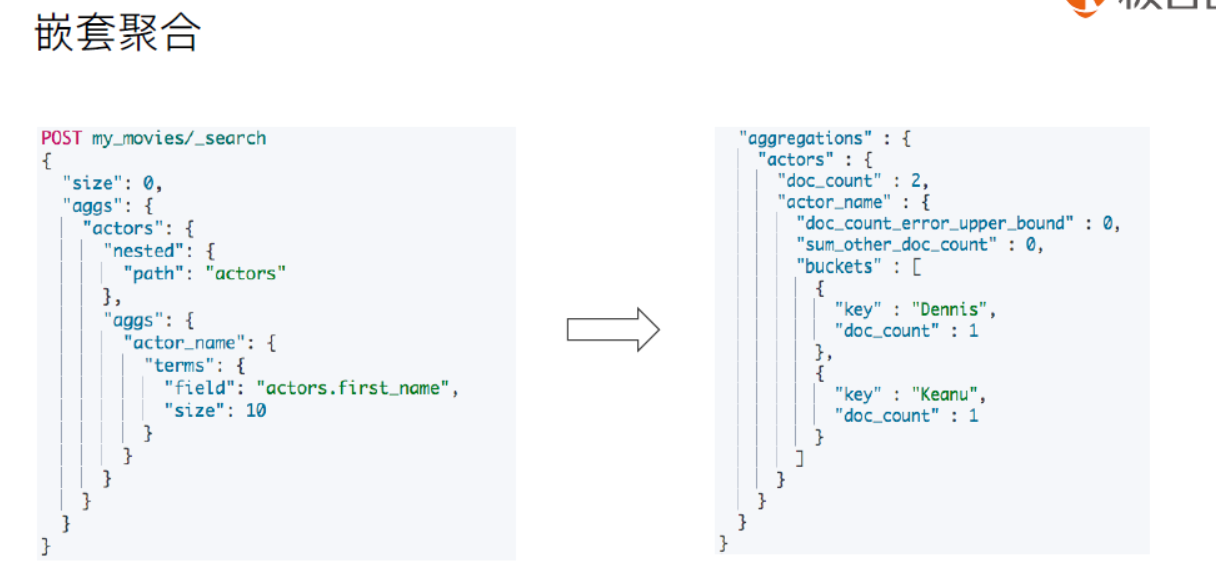 嵌套聚合
POST my_movies/_search
{
"size": 0,
"aggs": {
"actors": {
"nested": {
"path": "actors"
},
"aggs": {
"actor_name": {
"terms": {
"field": "actors.first_name",
"size": 10
}
}
}
}
}
}
"aggregations" : {
"actors" : {
"doc_count" : 2,
"actor_name" : {
"doc_count_error_upper_bound" : 0,
"sum_other_doc_count" : 0,
"buckets" : [
{
"key" : "Dennis",
"doc_count" : 1
},
{
"key" : "Keanu",
"doc_count" : 1
}
]
}
}
}
}